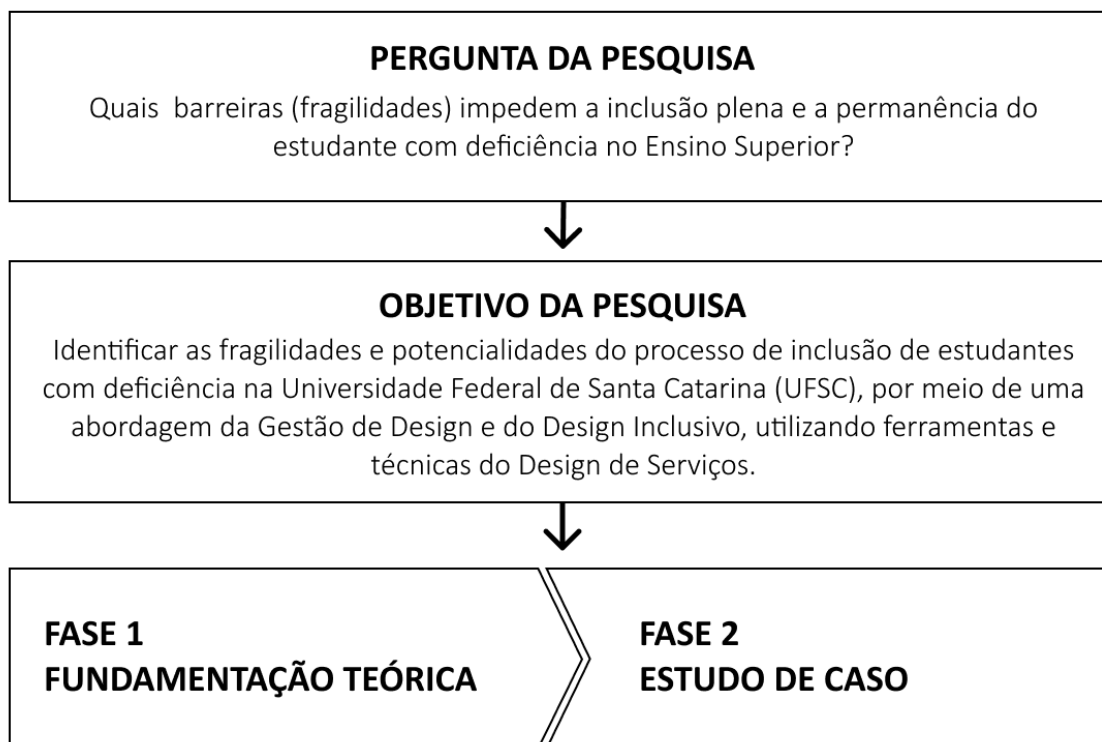 PERGUNTA DA PESQUISA
Quais barreiras (fragilidades) impedem a inclusão plena e a permanência do
estudante com deficiência no Ensino Superior?
OBJETIVO DA PESQUISA
Identificar as fragilidades e potencialidades do processo de inclusão de estudantes
com deficiência na Universidade Federal de Santa Catarina (UFSC), por meio de uma
abordagem da Gestão de Design e do Design Inclusivo, utilizando ferramentas e
técnicas do Design de Serviços.
FASE 1
FUNDAMENTAÇÃO TEÓRICA
FASE 2
ESTUDO DE CASO